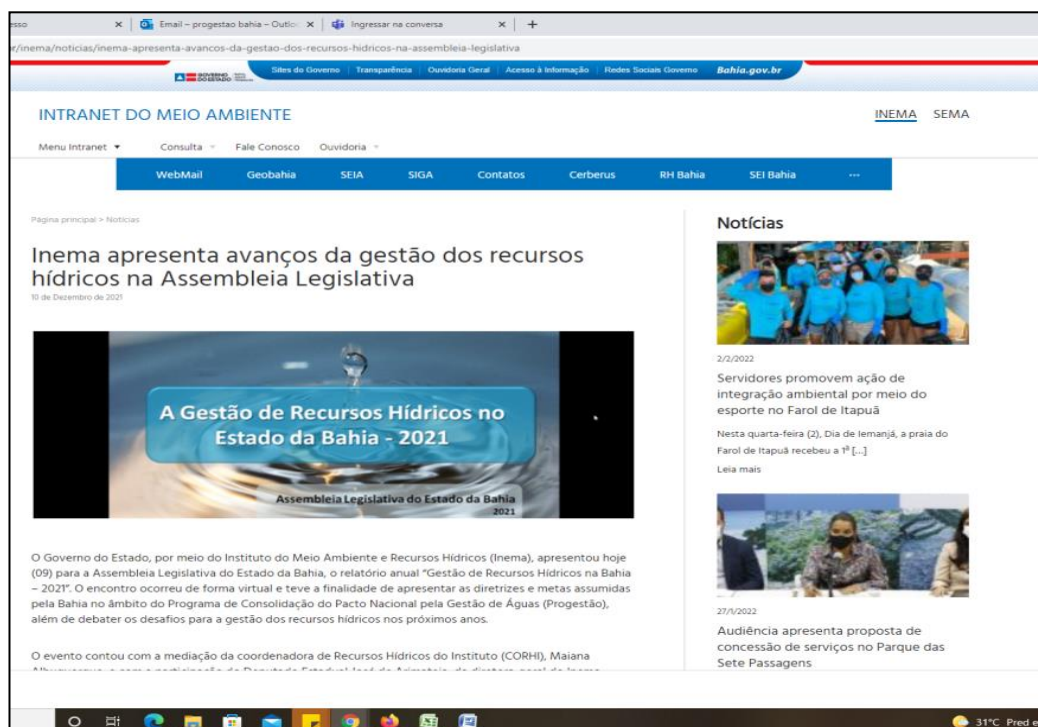 esso
Email – progestao bahia – Outlo
Ingressar na conversa
r/inema/noticias/inema-apresenta-avancos-da-gestao-dos-recursos-hidricos-na-assembleia-legislativa
GOVERNO DO ESTADO
Sites do Governo Transparência Ouvidoria Geral Acesso à Informação Redes Sociais Governo Bahia.gov.br
INTRANET DO MEIO AMBIENTE
INEMA SEMA
Menu Intranet Consulta Fale Conosco Ouvidoria
WebMail Geobahia SEIA SIGA Contatos Cerberus RH Bahia SEI Bahia ...
Página principal > Notícias
Inema apresenta avanços da gestão dos recursos
hídricos na Assembleia Legislativa
10 de Dezembro de 2021
A Gestão de Recursos Hídricos no
Estado da Bahia - 2021
Assembleia Legislativa do Estado da Bahia
2021
O Governo do Estado, por meio do Instituto do Meio Ambiente e Recursos Hídricos (Inema), apresentou hoje
(09) para a Assembleia Legislativa do Estado da Bahia, o relatório anual "Gestão de Recursos Hídricos na Bahia
– 2021". O encontro ocorreu de forma virtual e teve a finalidade de apresentar as diretrizes e metas assumidas
pela Bahia no âmbito do Programa de Consolidação do Pacto Nacional pela Gestão de Águas (Progestão),
além de debater os desafios para a gestão dos recursos hídricos nos próximos anos.
O evento contou com a mediação da coordenadora de Recursos Hídricos do Instituto (CORHI), Maiana
Notícias
2/2/2022
Servidores promovem ação de
integração ambiental por meio do
esporte no Farol de Itapuã
Nesta quarta-feira (2), Dia de Iemanjá, a praia do
Farol de Itapuã recebeu a 1ª [...]
Leia mais
27/1/2022
Audiência apresenta proposta de
concessão de serviços no Parque das
Sete Passagens
31°C Pred e